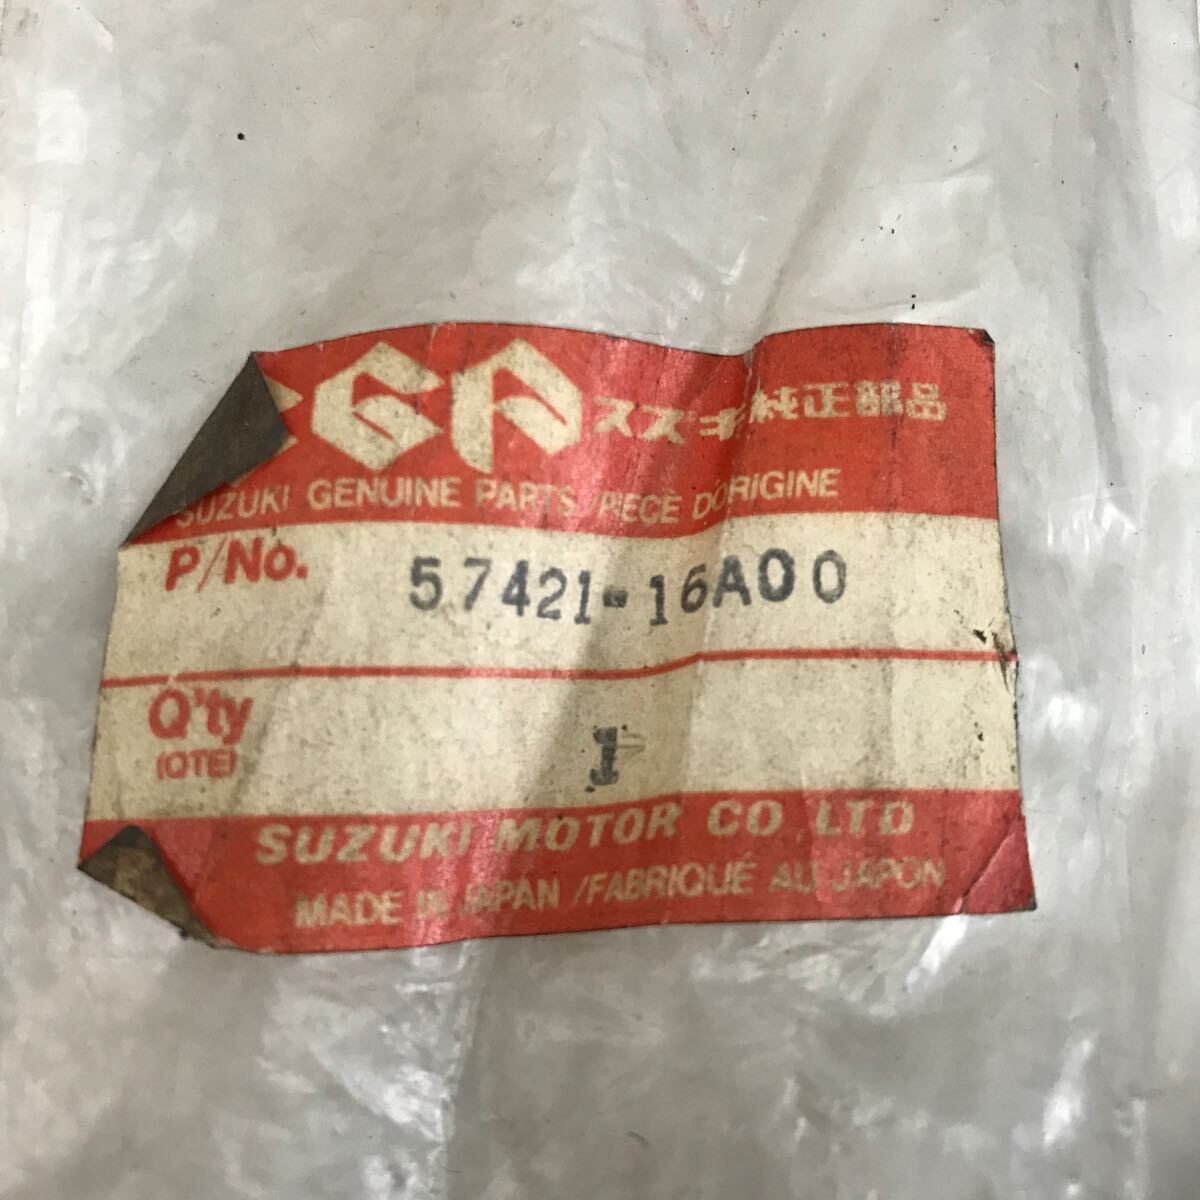 SGP スズキ純正部品
SUZUKI GENUINE PARTS/PIECE D'ORIGINE
P/No. 57421-16A00
Q'ty 1
(QTE)
SUZUKI MOTOR CO LTD
MADE IN JAPAN/FABRIQUÉ AU JAPON